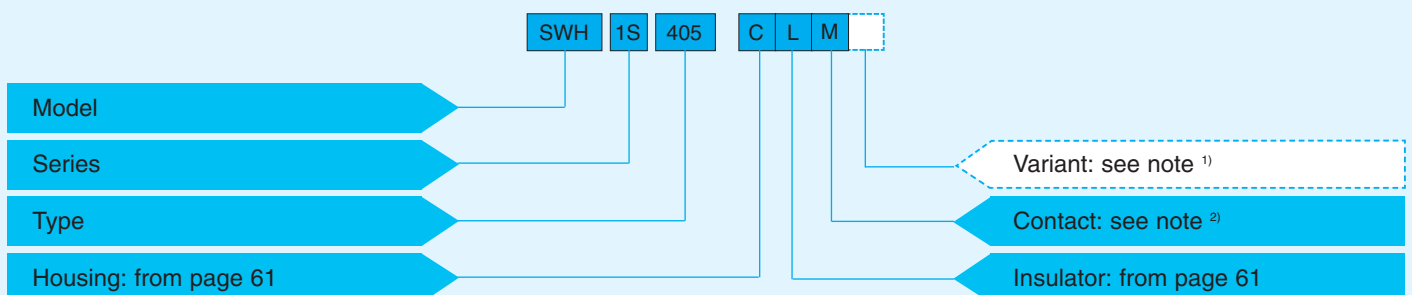 SWH 1S 405 C L M
Model
Series
Variant: see note 1)
Type
Contact: see note 2)
Housing: from page 61
Insulator: from page 61